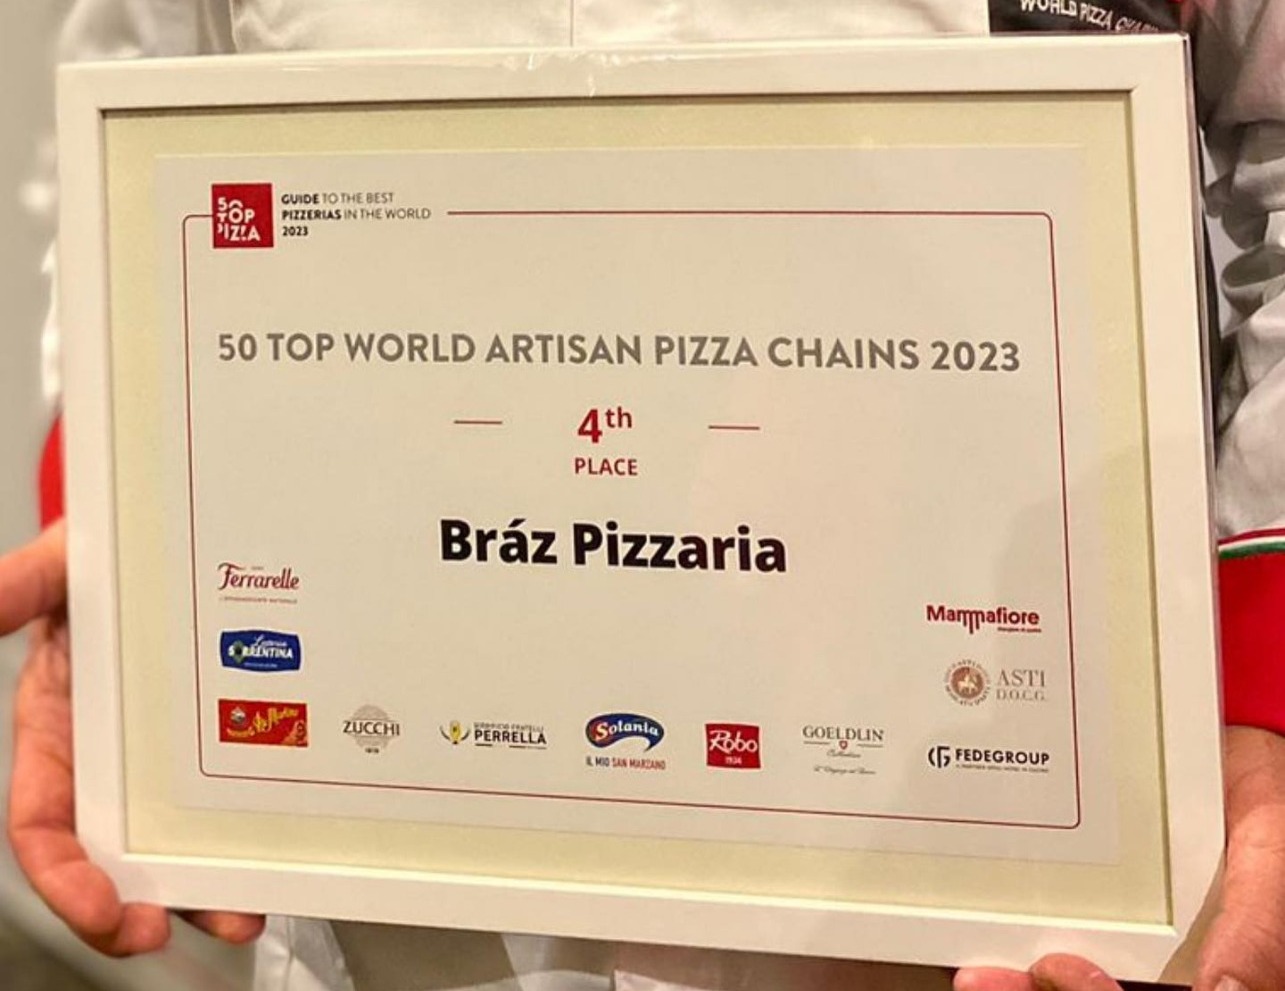 WORLD PIZZA
50
TOP
PIZZA
GUIDE TO THE BEST
PIZZERIAS IN THE WORLD
2023
50 TOP WORLD ARTISAN PIZZA CHAINS 2023
4th
PLACE
Bráz Pizzaria
Ferrarelle
Mammafiore
SORRENTINA
ASTI
D.O.C.G.
ZUCCHI
PERRELLA
Solania
IL MIO SAN MARZANO
Robo
1934
GOELDLIN
FEDEGROUP